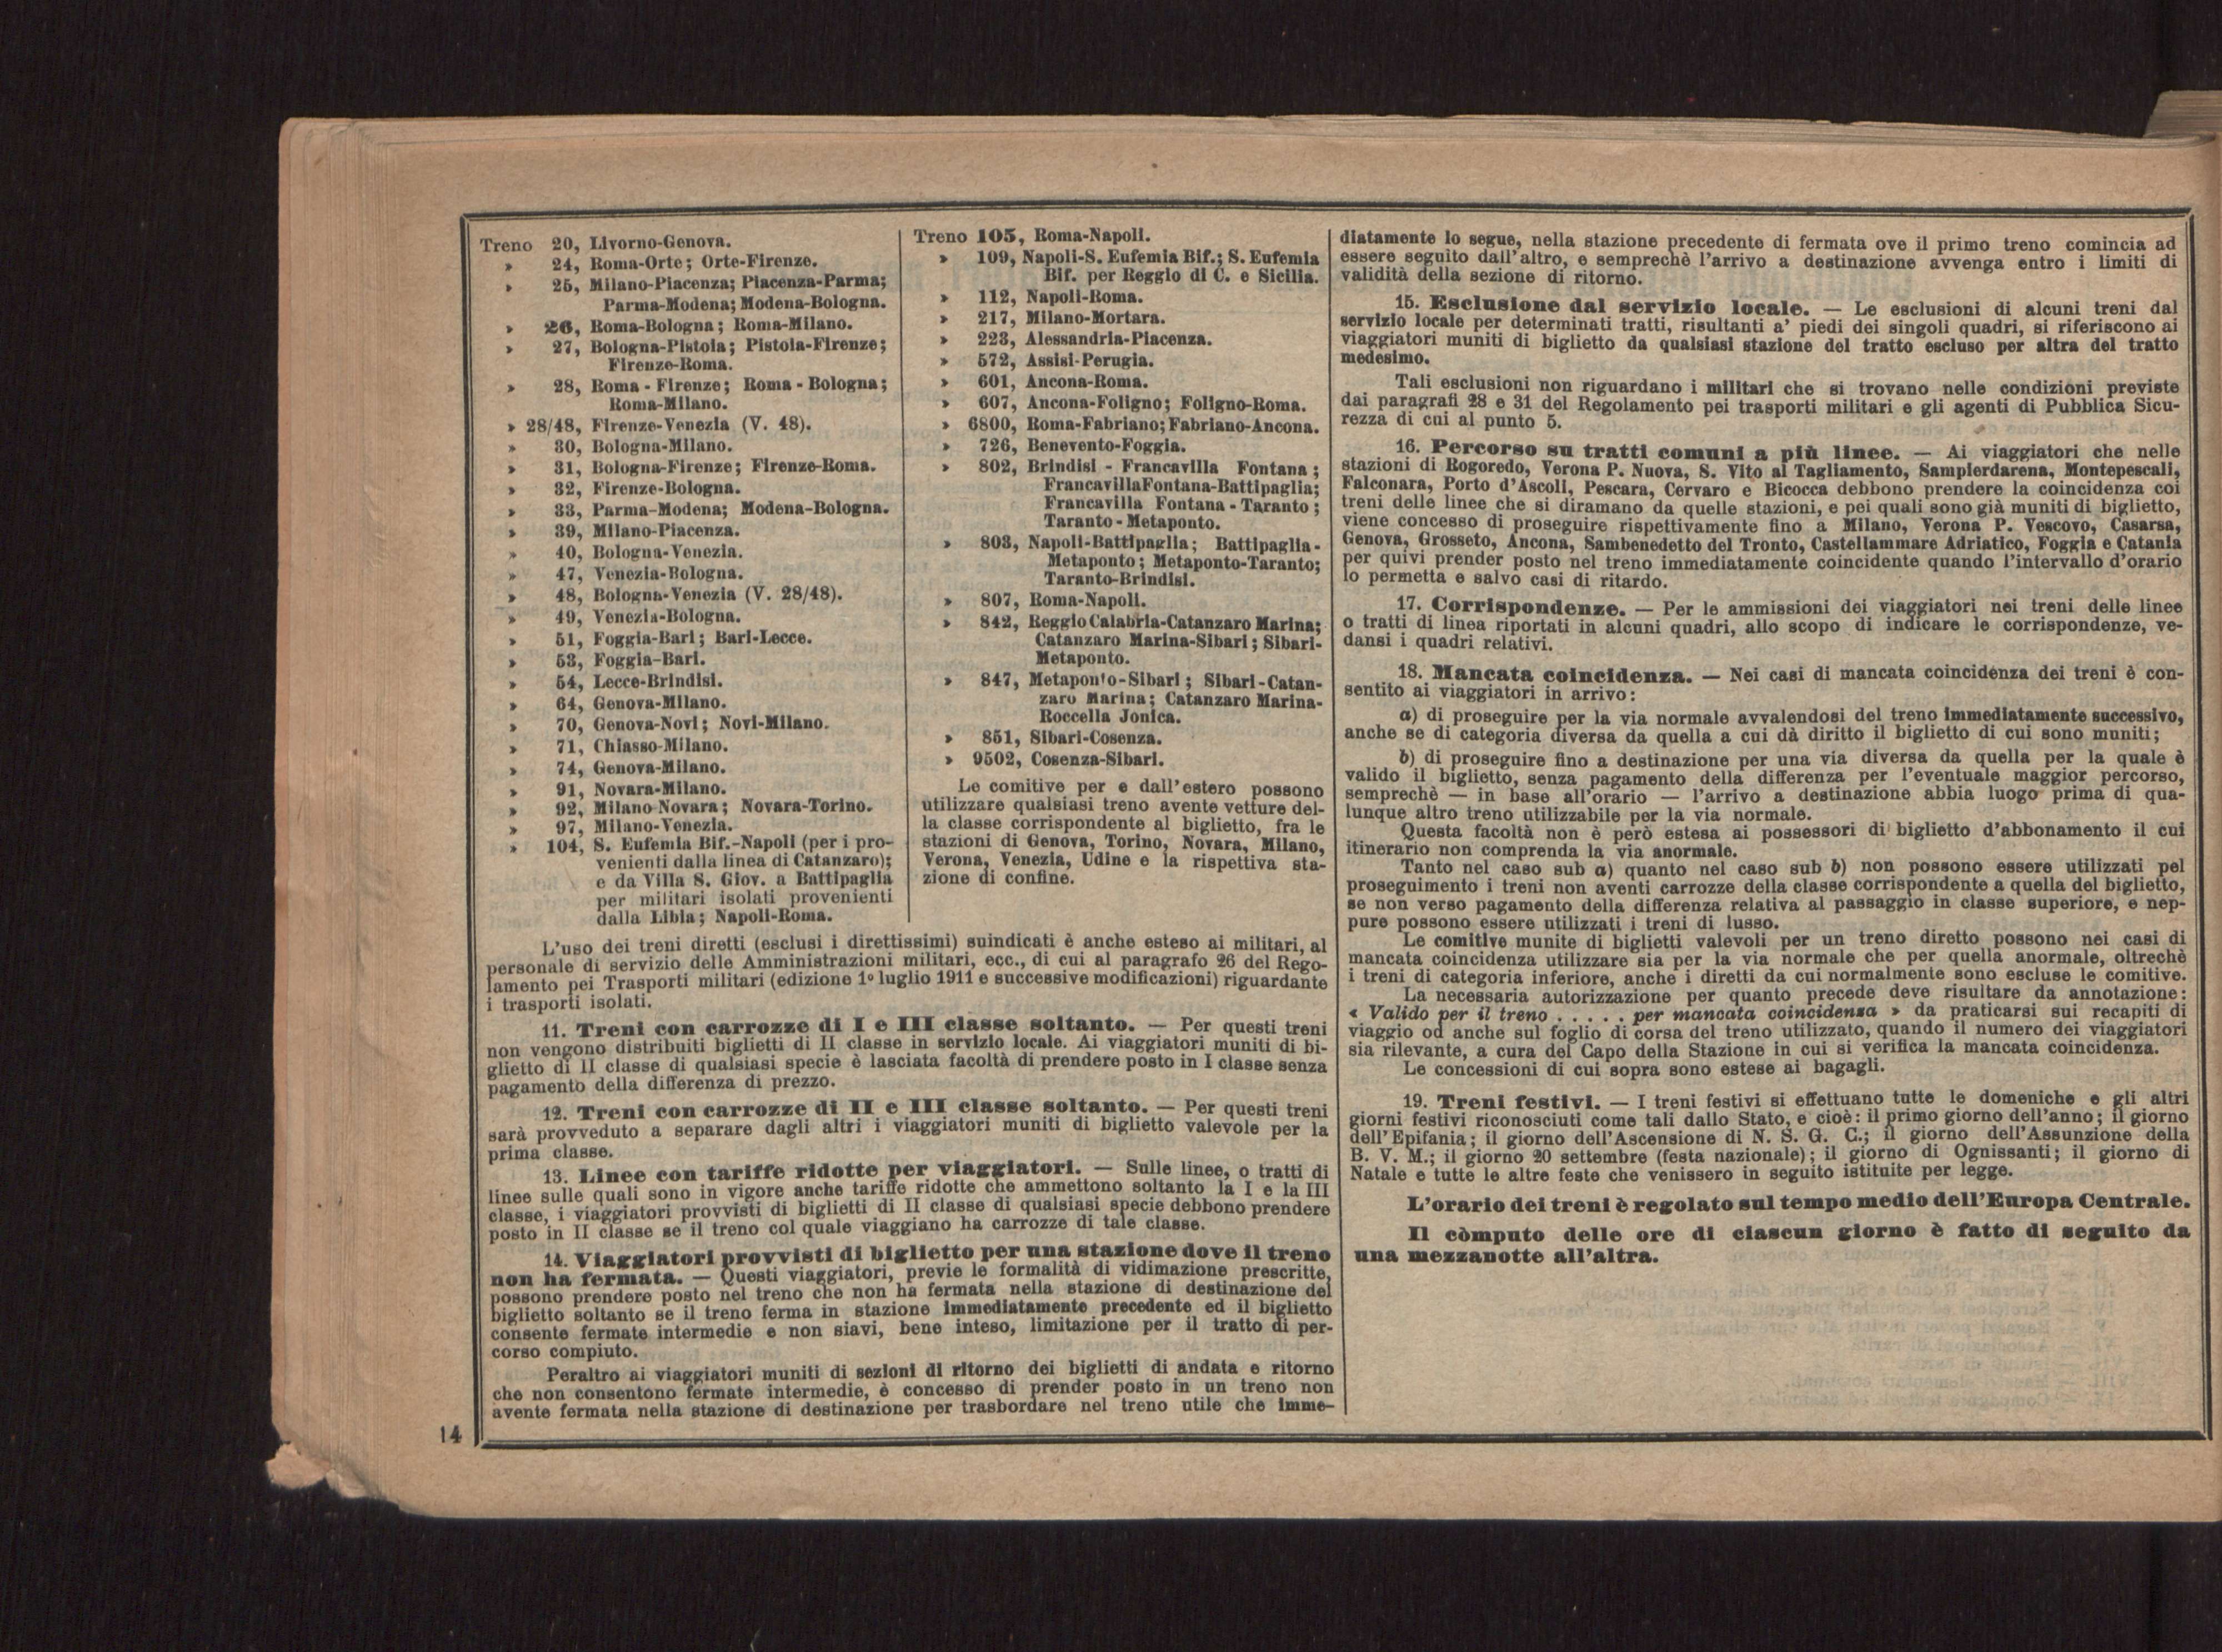 Treno 20, Livorno-Genova.
» 24, Roma-Orte; Orte-Firenze.
» 25, Milano-Piacenza; Piacenza-Parma;
Parma-Modena; Modena-Bologna.
» 26, Roma-Bologna; Roma-Milano.
» 27, Bologna-Pistoia; Pistoia-Firenze;
Firenze-Roma.
» 28, Roma - Firenze; Roma - Bologna;
Roma-Milano.
» 28/48, Firenze-Venezia (V. 48).
» 30, Bologna-Milano.
» 31, Bologna-Firenze; Firenze-Roma.
» 32, Firenze-Bologna.
» 33, Parma-Modena; Modena-Bologna.
» 39, Milano-Piacenza.
» 40, Bologna-Venezia.
» 47, Venezia-Bologna.
» 48, Bologna-Venezia (V. 28/48).
» 49, Venezia-Bologna.
» 51, Foggia-Bari; Bari-Lecce.
» 53, Foggia-Bari.
» 54, Lecce-Brindisi.
» 64, Genova-Milano.
» 70, Genova-Novi; Novi-Milano.
» 71, Chiasso-Milano.
» 74, Genova-Milano.
» 91, Novara-Milano.
» 92, Milano Novara; Novara-Torino.
» 97, Milano-Venezia.
» 104, S. Eufemia Bif.-Napoli (per i pro-
venienti dalla linea di Catanzaro);
e da Villa S. Giov. a Battipaglia
per militari isolati provenienti
dalla Libia; Napoli-Roma.
Treno 105, Roma-Napoli.
» 109, Napoli-S. Eufemia Bif.; S. Eufemia
Bif. per Reggio di C. e Sicilia.
» 112, Napoli-Roma.
» 217, Milano-Mortara.
» 223, Alessandria-Piacenza.
» 572, Assisi-Perugia.
» 601, Ancona-Roma.
» 607, Ancona-Foligno; Foligno-Roma.
» 6800, Roma-Fabriano; Fabriano-Ancona.
» 726, Benevento-Foggia.
» 802, Brindisi - Francavilla Fontana;
FrancavillaFontana-Battipaglia;
Francavilla Fontana - Taranto;
Taranto - Metaponto.
» 803, Napoli-Battipaglia; Battipaglia-
Metaponto; Metaponto-Taranto;
Taranto-Brindisi.
» 807, Roma-Napoli.
» 842, Reggio Calabria-Catanzaro Marina;
Catanzaro Marina-Sibari; Sibari-
Metaponto.
» 847, Metaponto-Sibari; Sibari-Catan-
zaro Marina; Catanzaro Marina-
Roccella Jonica.
» 851, Sibari-Cosenza.
» 9502, Cosenza-Sibari.
Le comitive per e dall'estero possono
utilizzare qualsiasi treno avente vetture del-
la classe corrispondente al biglietto, fra le
stazioni di Genova, Torino, Novara, Milano,
Verona, Venezia, Udine e la rispettiva sta-
zione di confine.
L'uso dei treni diretti (esclusi i direttissimi) suindicati è anche esteso ai militari, al
personale di servizio delle Amministrazioni militari, ecc., di cui al paragrafo 26 del Rego-
lamento pei Trasporti militari (edizione 1º luglio 1911 e successive modificazioni) riguardante
i trasporti isolati.
11. Treni con carrozze di I e III classe soltanto. — Per questi treni
non vengono distribuiti biglietti di II classe in servizio locale. Ai viaggiatori muniti di bi-
glietto di II classe di qualsiasi specie è lasciata facoltà di prendere posto in I classe senza
pagamento della differenza di prezzo.
12. Treni con carrozze di II e III classe soltanto. — Per questi treni
sarà provveduto a separare dagli altri i viaggiatori muniti di biglietto valevole per la
prima classe.
13. Linee con tariffe ridotte per viaggiatori. — Sulle linee, o tratti di
linee sulle quali sono in vigore anche tariffe ridotte che ammettono soltanto la I e la III
classe, i viaggiatori provvisti di biglietti di II classe di qualsiasi specie debbono prendere
posto in II classe se il treno col quale viaggiano ha carrozze di tale classe.
14. Viaggiatori provvisti di biglietto per una stazione dove il treno
non ha fermata. — Questi viaggiatori, previe le formalità di vidimazione prescritte,
possono prendere posto nel treno che non ha fermata nella stazione di destinazione del
biglietto soltanto se il treno ferma in stazione immediatamente precedente ed il biglietto
consente fermate intermedie e non siavi, bene inteso, limitazione per il tratto di per-
corso compiuto.
Peraltro ai viaggiatori muniti di sezioni di ritorno dei biglietti di andata e ritorno
che non consentono fermate intermedie, è concesso di prender posto in un treno non
avente fermata nella stazione di destinazione per trasbordare nel treno utile che imme-
diatamente lo segue, nella stazione precedente di fermata ove il primo treno comincia ad
essere seguito dall'altro, e semprechè l'arrivo a destinazione avvenga entro i limiti di
validità della sezione di ritorno.
15. Esclusione dal servizio locale. — Le esclusioni di alcuni treni dal
servizio locale per determinati tratti, risultanti a' piedi dei singoli quadri, si riferiscono ai
viaggiatori muniti di biglietto da qualsiasi stazione del tratto escluso per altra del tratto
medesimo.
Tali esclusioni non riguardano i militari che si trovano nelle condizioni previste
dai paragrafi 28 e 31 del Regolamento pei trasporti militari e gli agenti di Pubblica Sicu-
rezza di cui al punto 5.
16. Percorso su tratti comuni a più linee. — Ai viaggiatori che nelle
stazioni di Rogoredo, Verona P. Nuova, S. Vito al Tagliamento, Sampierdarena, Montepescali,
Falconara, Porto d'Ascoli, Pescara, Cervaro e Bicocca debbono prendere la coincidenza coi
treni delle linee che si diramano da quelle stazioni, e pei quali sono già muniti di biglietto,
viene concesso di proseguire rispettivamente fino a Milano, Verona P. Vescovo, Casarsa,
Genova, Grosseto, Ancona, Sambenedetto del Tronto, Castellammare Adriatico, Foggia e Catania
per quivi prender posto nel treno immediatamente coincidente quando l'intervallo d'orario
lo permetta e salvo casi di ritardo.
17. Corrispondenze. — Per le ammissioni dei viaggiatori nei treni delle linee
o tratti di linea riportati in alcuni quadri, allo scopo di indicare le corrispondenze, ve-
dansi i quadri relativi.
18. Mancata coincidenza. — Nei casi di mancata coincidenza dei treni è con-
sentito ai viaggiatori in arrivo:
a) di proseguire per la via normale avvalendosi del treno immediatamente successivo,
anche se di categoria diversa da quella a cui dà diritto il biglietto di cui sono muniti;
b) di proseguire fino a destinazione per una via diversa da quella per la quale è
valido il biglietto, senza pagamento della differenza per l'eventuale maggior percorso,
semprechè — in base all'orario — l'arrivo a destinazione abbia luogo prima di qua-
lunque altro treno utilizzabile per la via normale.
Questa facoltà non è però estesa ai possessori di biglietto d'abbonamento il cui
itinerario non comprenda la via anormale.
Tanto nel caso sub a) quanto nel caso sub b) non possono essere utilizzati pel
proseguimento i treni non aventi carrozze della classe corrispondente a quella del biglietto,
se non verso pagamento della differenza relativa al passaggio in classe superiore, e nep-
pure possono essere utilizzati i treni di lusso.
Le comitive munite di biglietti valevoli per un treno diretto possono nei casi di
mancata coincidenza utilizzare sia per la via normale che per quella anormale, oltrechè
i treni di categoria inferiore, anche i diretti da cui normalmente sono escluse le comitive.
La necessaria autorizzazione per quanto precede deve risultare da annotazione:
« Valido per il treno . . . . . per mancata coincidenza » da praticarsi sui recapiti di
viaggio od anche sul foglio di corsa del treno utilizzato, quando il numero dei viaggiatori
sia rilevante, a cura del Capo della Stazione in cui si verifica la mancata coincidenza.
Le concessioni di cui sopra sono estese ai bagagli.
19. Treni festivi. — I treni festivi si effettuano tutte le domeniche e gli altri
giorni festivi riconosciuti come tali dallo Stato, e cioè: il primo giorno dell'anno; il giorno
dell'Epifania; il giorno dell'Ascensione di N. S. G. C.; il giorno dell'Assunzione della
B. V. M.; il giorno 20 settembre (festa nazionale); il giorno di Ognissanti; il giorno di
Natale e tutte le altre feste che venissero in seguito istituite per legge.
L'orario dei treni è regolato sul tempo medio dell'Europa Centrale.
Il còmputo delle ore di ciascun giorno è fatto di seguito da
una mezzanotte all'altra.
14